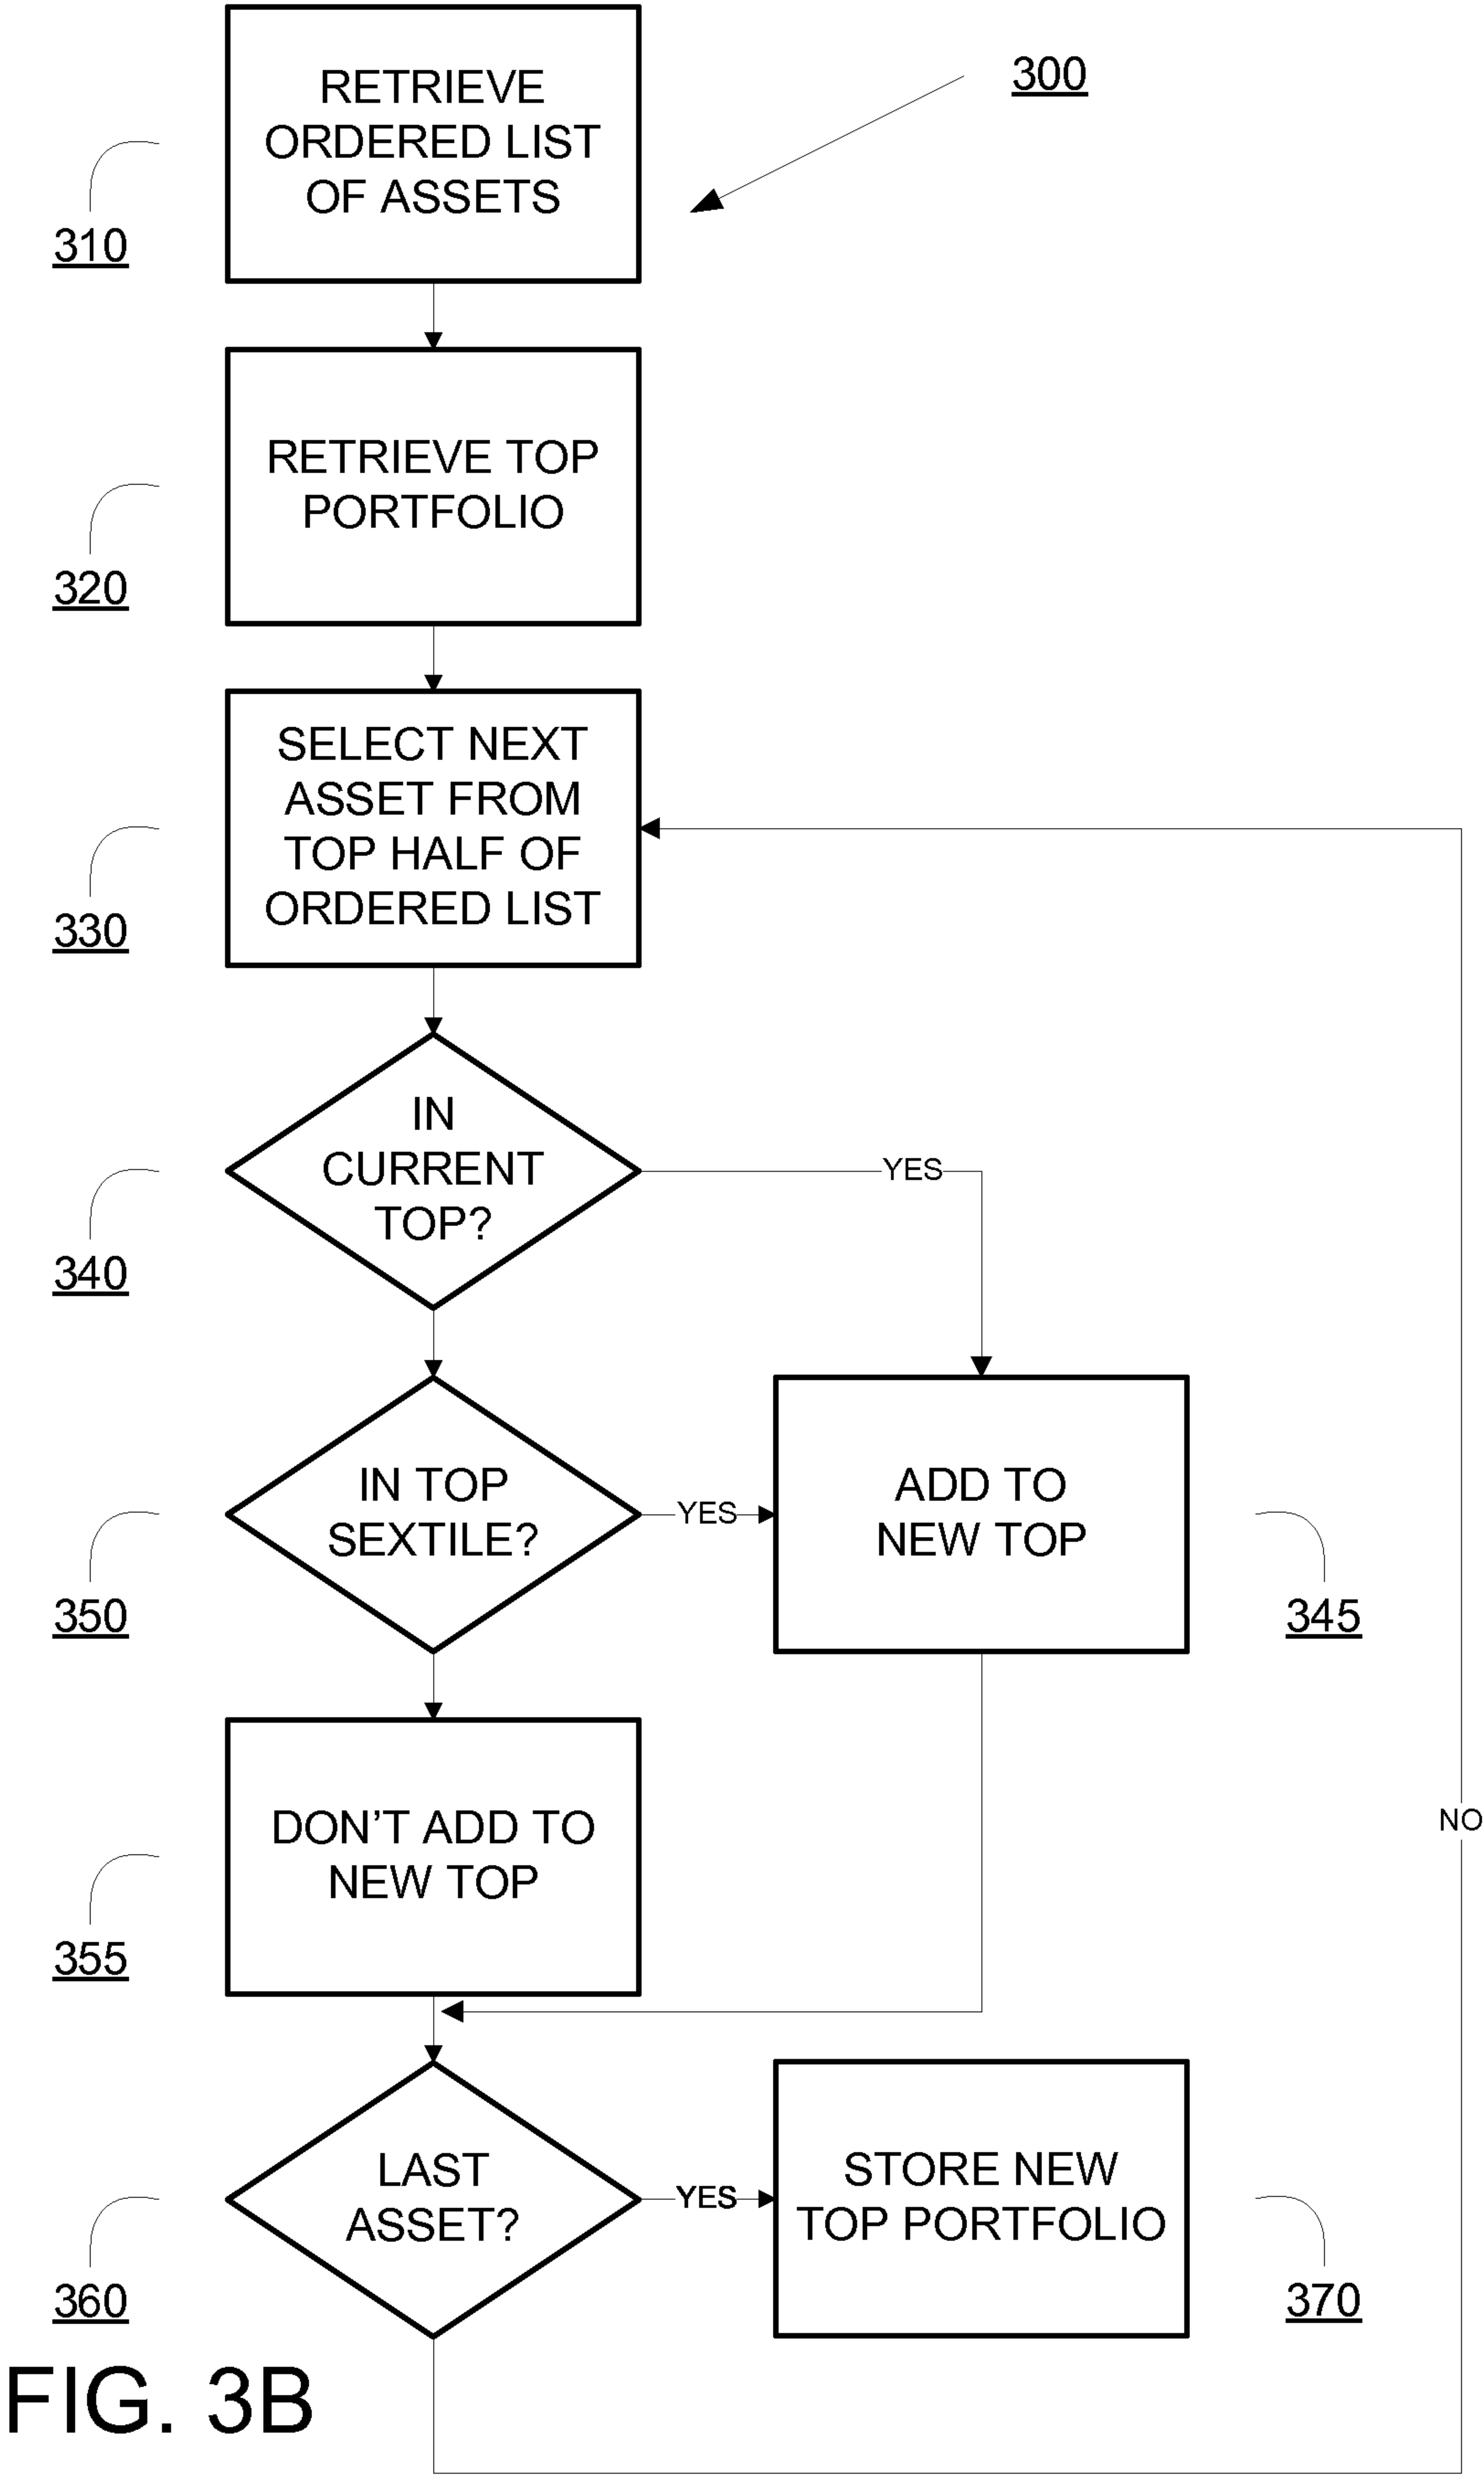 RETRIEVE
ORDERED LIST
OF ASSETS
300
310
RETRIEVE TOP
PORTFOLIO
320
SELECT NEXT
ASSET FROM
TOP HALF OF
ORDERED LIST
330
IN
CURRENT
TOP?
YES
340
IN TOP
SEXTILE?
YES
ADD TO
NEW TOP
350
345
DON'T ADD TO
NEW TOP
NO
355
LAST
ASSET?
YES
STORE NEW
TOP PORTFOLIO
360
370
FIG. 3B